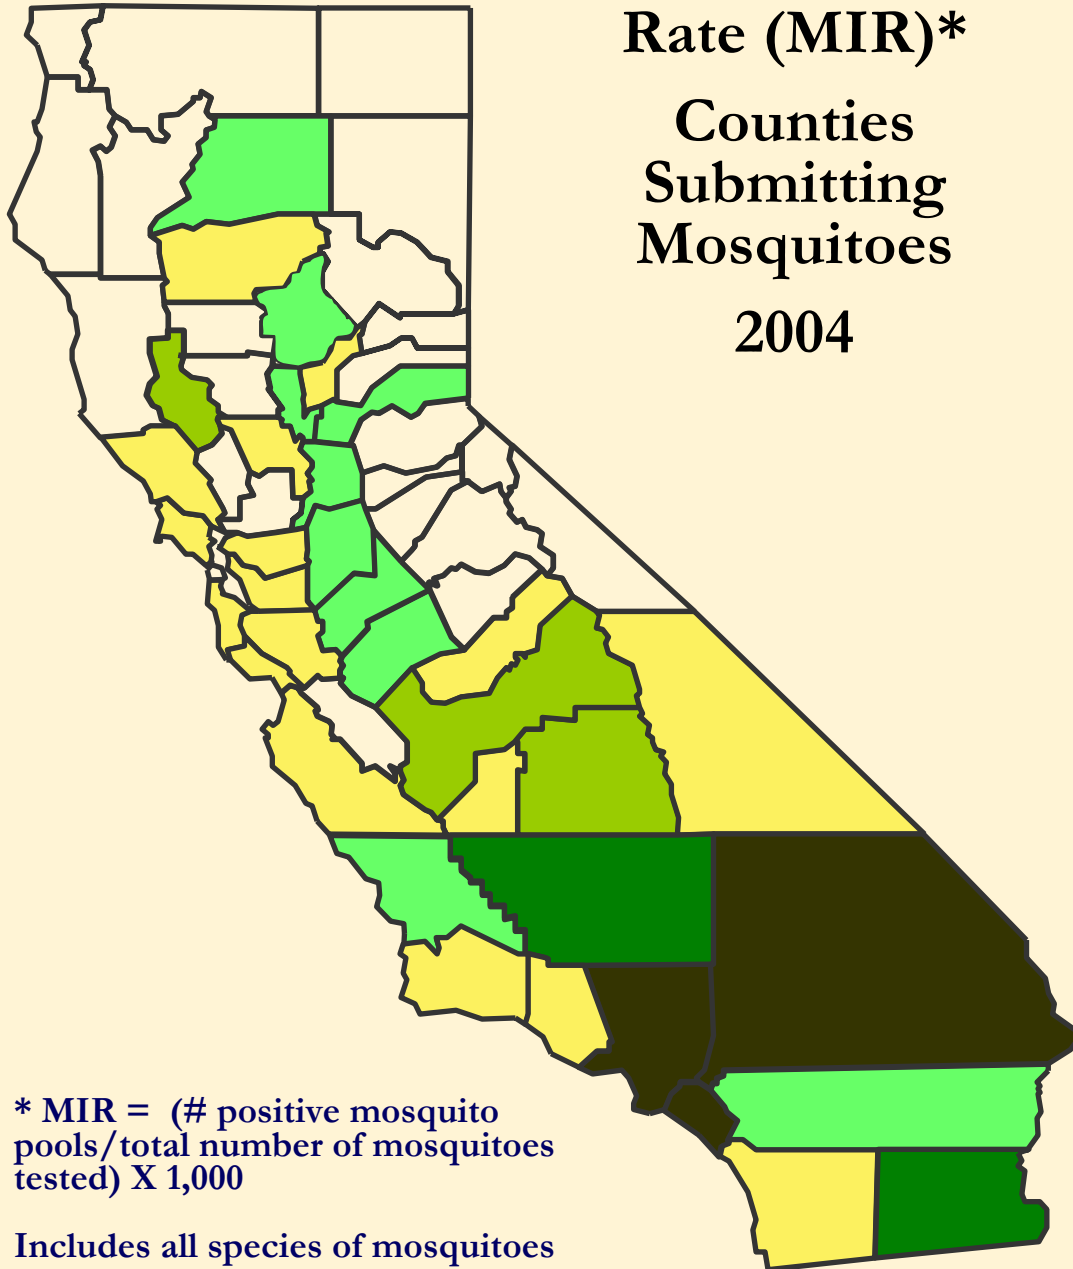 Rate (MIR)*
Counties
Submitting
Mosquitoes
2004
* MIR = (# positive mosquito
pools/total number of mosquitoes
tested) X 1,000
Includes all species of mosquitoes